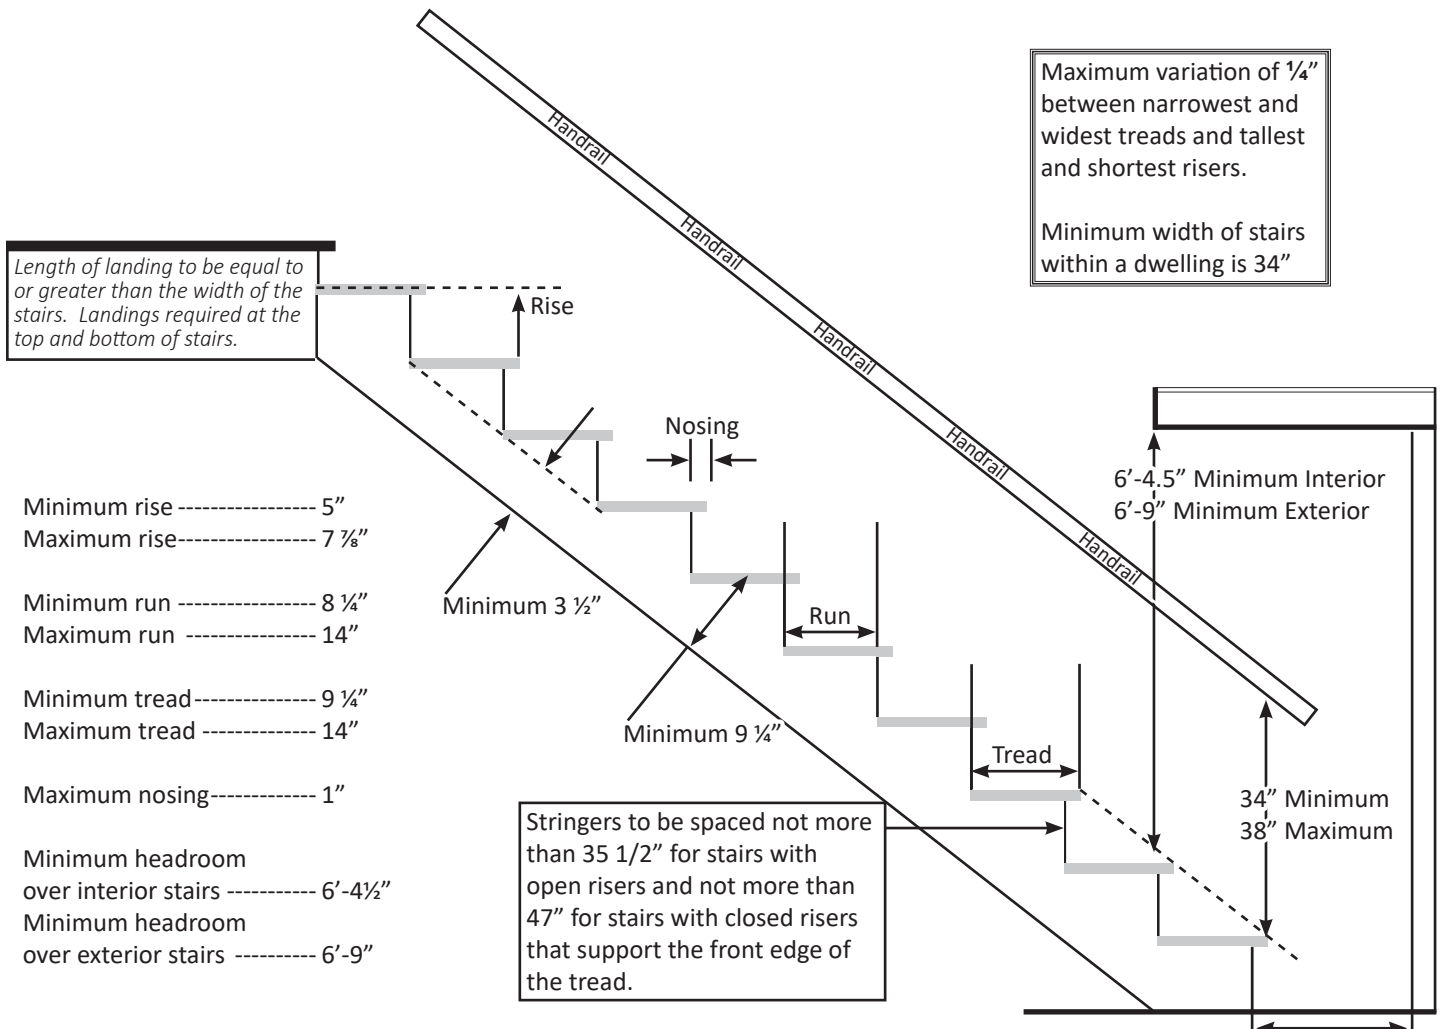 Handrail
Maximum variation of ¼”
between narrowest and
widest treads and tallest
and shortest risers.
Minimum width of stairs
within a dwelling is 34”
Handrail
Length of landing to be equal to
or greater than the width of the
stairs.  Landings required at the
top and bottom of stairs.
Rise
Handrail
Nosing
Handrail
6’-4.5” Minimum Interior
6’-9” Minimum Exterior
Handrail
Minimum rise ----------------- 5”
Maximum rise----------------- 7 ⅞”
Minimum run ------------------ 8 ¼”
Maximum run  ---------------- 14”
Minimum tread--------------- 9 ¼”
Maximum tread -------------- 14”
Maximum nosing------------- 1”
Minimum headroom
over interior stairs ----------- 6’-4½”
Minimum headroom
over exterior stairs  ---------- 6’-9”
Minimum 3 ½”
Run
Minimum 9 ¼”
Tread
34” Minimum
38” Maximum
Stringers to be spaced not more
than 35 1/2” for stairs with
open risers and not more than
47” for stairs with closed risers
that support the front edge of
the tread.